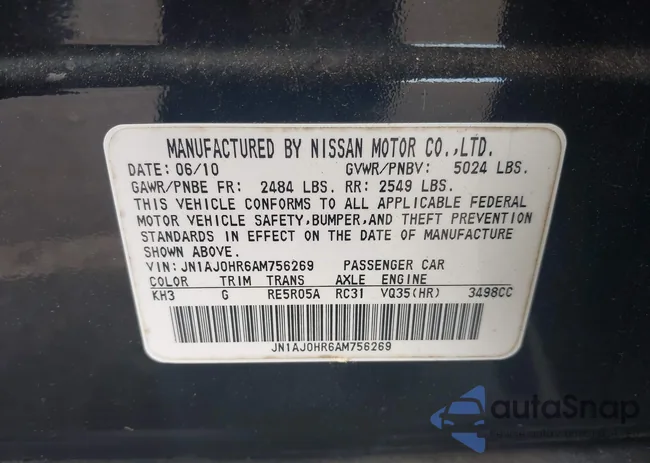 MANUFACTURED BY NISSAN MOTOR CO.,LTD.
DATE: 06/10 GVWR/PNBV: 5024 LBS.
GAWR/PNBE FR: 2484 LBS. RR: 2549 LBS.
THIS VEHICLE CONFORMS TO ALL APPLICABLE FEDERAL
MOTOR VEHICLE SAFETY,BUMPER,AND THEFT PREVENTION
STANDARDS IN EFFECT ON THE DATE OF MANUFACTURE
SHOWN ABOVE.
VIN: JN1AJ0HR6AM756269 PASSENGER CAR
COLOR TRIM TRANS AXLE ENGINE
KH3 G RE5R05A RC31 VQ35(HR) 3498CC
JN1AJ0HR6AM756269
autoSnap